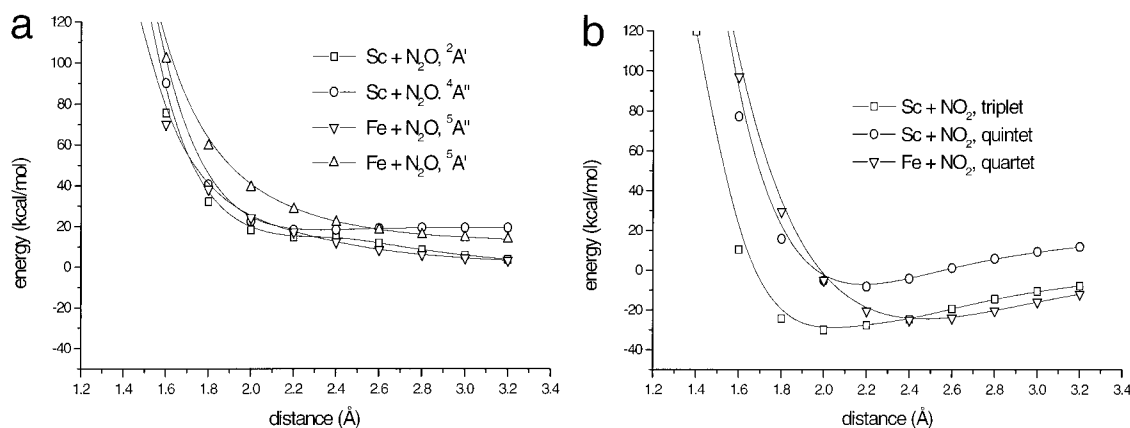 a
120
100
80
60
40
20
0
-20
-40
energy (kcal/mol)
1.2 1.4 1.6 1.8 2.0 2.2 2.4 2.6 2.8 3.0 3.2 3.4
distance (Å)
Sc + N₂O, ²A'
Sc + N₂O. ⁴A"
Fe + N₂O, ⁵A"
Fe + N₂O, ⁵A'
b
120
100
80
60
40
20
0
-20
-40
energy (kcal/mol)
1.2 1.4 1.6 1.8 2.0 2.2 2.4 2.6 2.8 3.0 3.2 3.4
distance (Å)
Sc + NO₂, triplet
Sc + NO₂, quintet
Fe + NO₂, quartet